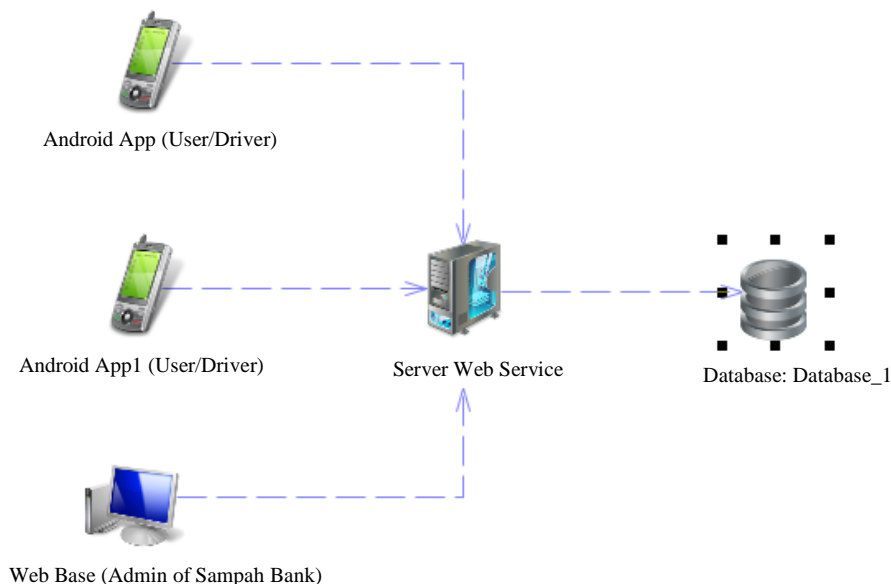 Android App (User/Driver)
Android App1 (User/Driver)
Server Web Service
Database: Database_1
Web Base (Admin of Sampah Bank)